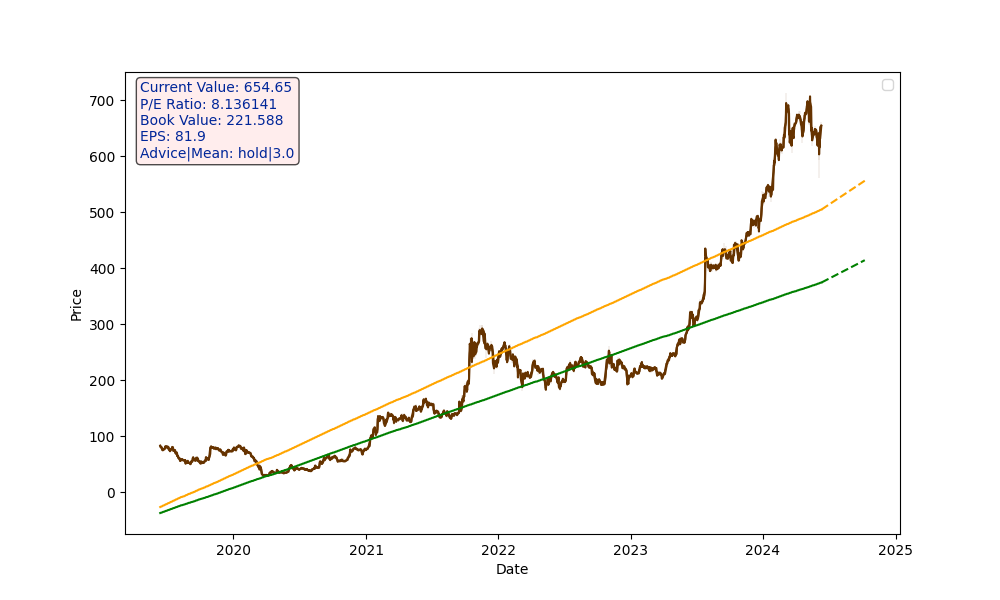 Current Value: 654.65
P/E Ratio: 8.136141
Book Value: 221.588
EPS: 81.9
Advice|Mean: hold|3.0
700
600
500
400
300
200
100
0
Price
2020
2021
2022
2023
2024
2025
Date